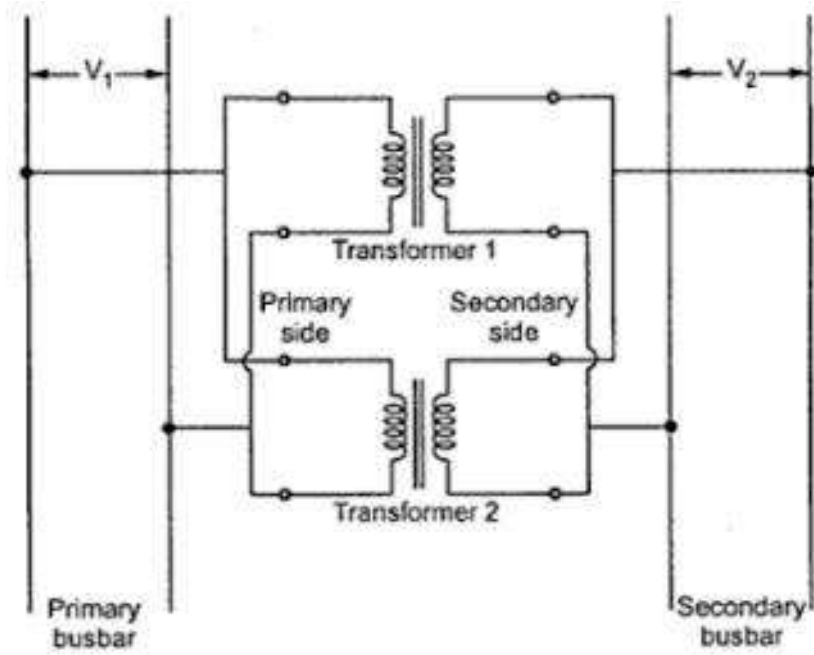 V1
V2
Transformer 1
Primary
side
Secondary
side
Transformer 2
Primary
busbar
Secondary
busbar